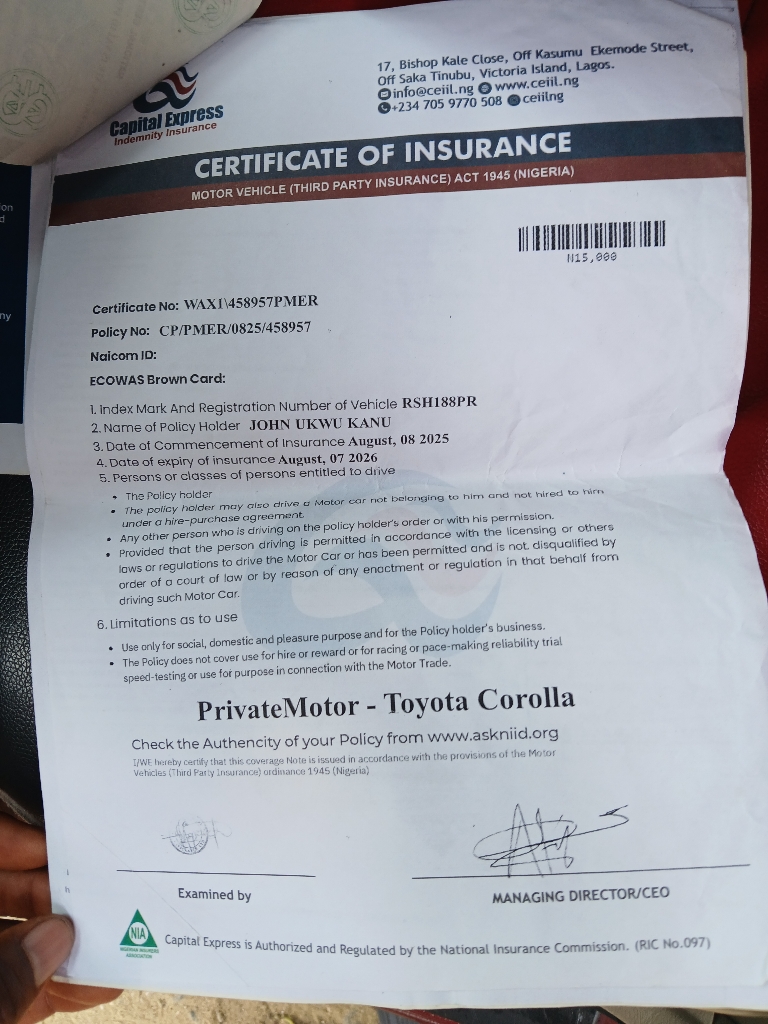 17, Bishop Kale Close, Off Kasumu Ekemode Street,
Off Saka Tinubu, Victoria Island, Lagos.
info@ceiil.ng www.ceii.ng
+234 705 9770 508 ceiilng
Capital Express
Indemnity Insurance
CERTIFICATE OF INSURANCE
MOTOR VEHICLE (THIRD PARTY INSURANCE) ACT 1945 (NIGERIA)
N15,000
Certificate No: WAX1\458957PMER
Policy No: CP/PMER/0825/458957
Naicom ID:
ECOWAS Brown Card:
1. Index Mark And Registration Number of Vehicle RSH188PR
2. Name of Policy Holder JOHN UKWU KANU
3. Date of Commencement of Insurance August, 08 2025
4. Date of expiry of insurance August, 07 2026
5. Persons or classes of persons entitled to drive
• The Policy holder
• The policy holder may also drive a Motor car not belonging to him and not hired to him
under a hire-purchase agreement.
• Any other person who is driving on the policy holder's order or with his permission.
• Provided that the person driving is permitted in accordance with the licensing or others
laws or regulations to drive the Motor Car or has been permitted and is not. disqualified by
order of a court of law or by reason of any enactment or regulation in that behalf from
driving such Motor Car.
6. Limitations as to use
• Use only for social, domestic and pleasure purpose and for the Policy holder's business.
• The Policy does not cover use for hire or reward or for racing or pace-making reliability trial
speed-testing or use for purpose in connection with the Motor Trade.
PrivateMotor - Toyota Corolla
Check the Authencity of your Policy from www.askniid.org
I/WE hereby certify that this coverage Note is issued in accordance with the provisions of the Motor
Vehicles (Third Party Insurance) ordinance 1945 (Nigeria)
Examined by
MANAGING DIRECTOR/CEO
NIA
NIGERIAN INSURERS
ASSOCIATION
Capital Express is Authorized and Regulated by the National Insurance Commission. (RIC No.097)